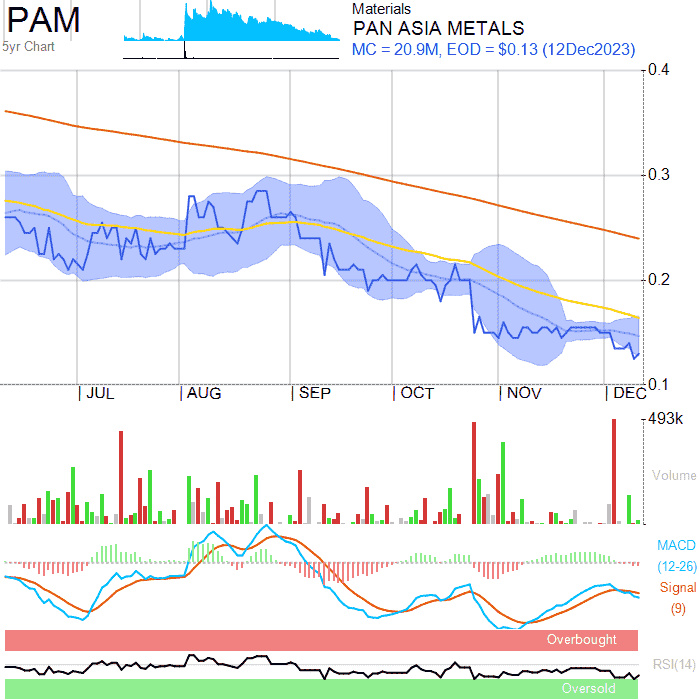 PAM
5yr Chart
Materials
PAN ASIA METALS
MC = 20.9M, EOD = $0.13 (12Dec2023)
0.4
0.3
0.2
0.1
JUL
AUG
SEP
OCT
NOV
DEC
493k
Volume
MACD
(12-26)
Signal
(9)
Overbought
RSI(14)
Oversold